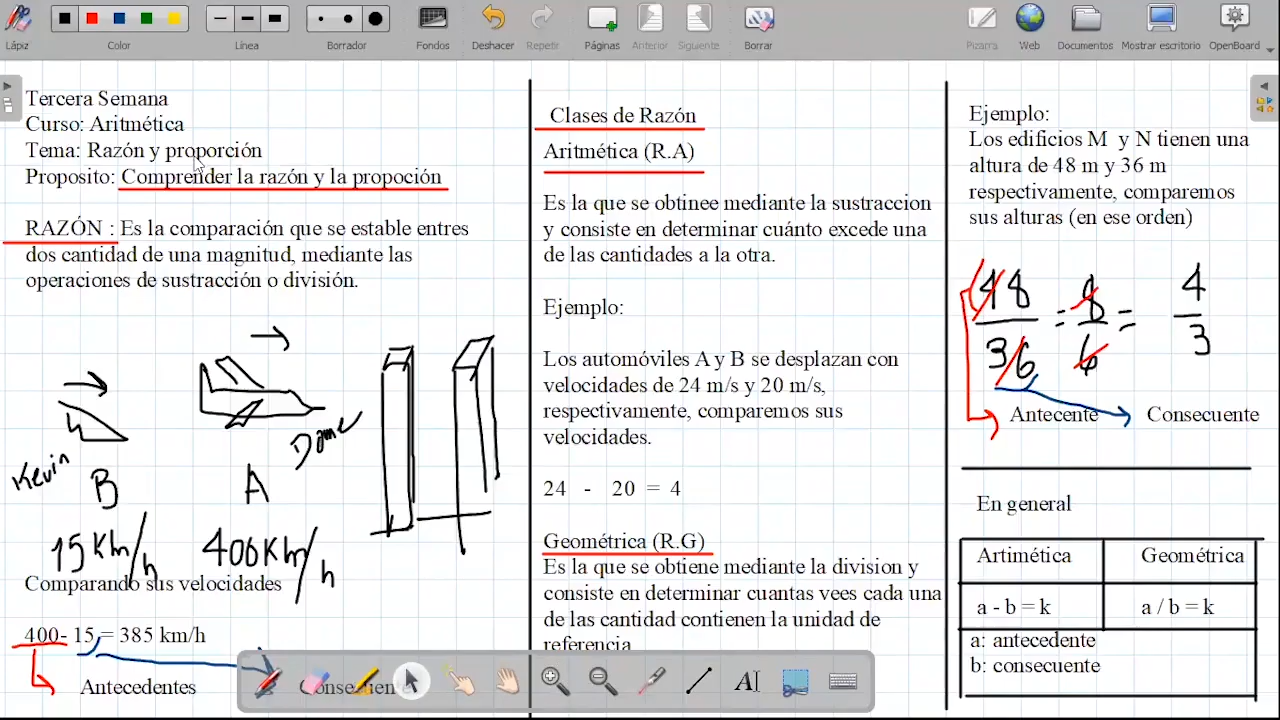 Lápiz
Color
Línea
Borrador
Fondos
Deshacer
Repetir
Páginas
Anterior
Siguiente
Borrar
Pizarra
Web
Documentos
Mostrar escritorio
OpenBoard
Tercera Semana
Curso: Aritmética
Tema: Razón y proporción
Proposito: Comprender la razón y la propoción
RAZÓN : Es la comparación que se estable entres
dos cantidad de una magnitud, mediante las
operaciones de sustracción o división.
Kevin
B
A
Dome
15 Km/h
400 Km/h
Comparando sus velocidades
400- 15 = 385 km/h
Antecedentes
Clases de Razón
Aritmética (R.A)
Es la que se obtinee mediante la sustraccion
y consiste en determinar cuánto excede una
de las cantidades a la otra.
Ejemplo:
Los automóviles A y B se desplazan con
velocidades de 24 m/s y 20 m/s,
respectivamente, comparemos sus
velocidades.
24 - 20 = 4
Geométrica (R.G)
Es la que se obtiene mediante la division y
consiste en determinar cuantas vees cada una
de las cantidad contienen la unidad de
referencia
Ejemplo:
Los edificios M y N tienen una
altura de 48 m y 36 m
respectivamente, comparemos
sus alturas (en ese orden)
48/36 = 8/6 = 4/3
Antecente Consecuente
En general
Artimética Geométrica
a - b = k a / b = k
a: antecedente
b: consecuente